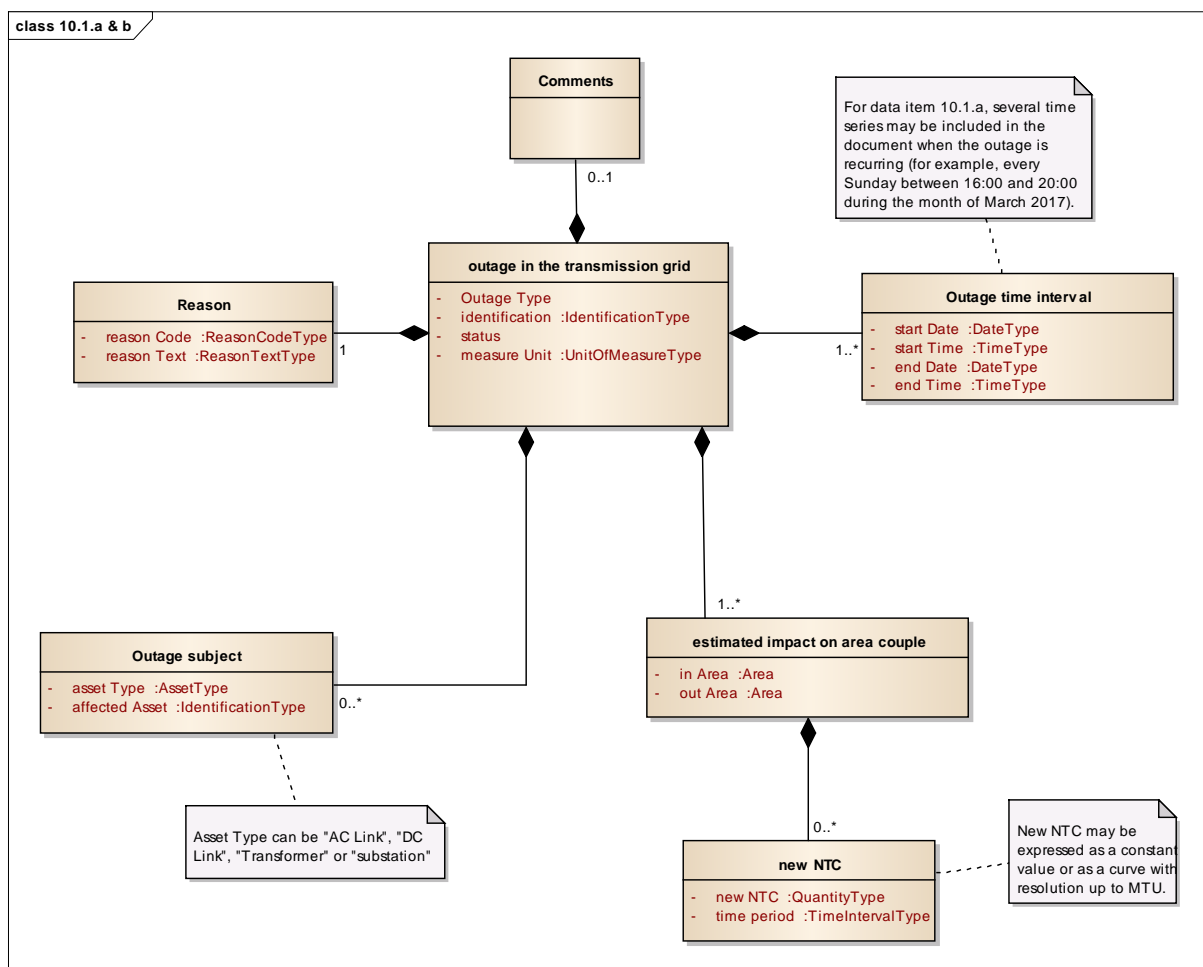 class 10.1.a & b
Comments
0..1
For data item 10.1.a, several time
series may be included in the
document when the outage is
recurring (for example, every
Sunday between 16:00 and 20:00
during the month of March 2017).
outage in the transmission grid
- Outage Type
- identification :IdentificationType
- status
- measure Unit :UnitOfMeasureType
Reason
- reason Code :ReasonCodeType
- reason Text :ReasonTextType
1
Outage time interval
- start Date :DateType
- start Time :TimeType
- end Date :DateType
- end Time :TimeType
1..*
Outage subject
- asset Type :AssetType
- affected Asset :IdentificationType
0..*
1..*
estimated impact on area couple
- in Area :Area
- out Area :Area
Asset Type can be "AC Link", "DC
Link", "Transformer" or "substation"
0..*
new NTC
- new NTC :QuantityType
- time period :TimeIntervalType
New NTC may be
expressed as a constant
value or as a curve with
resolution up to MTU.